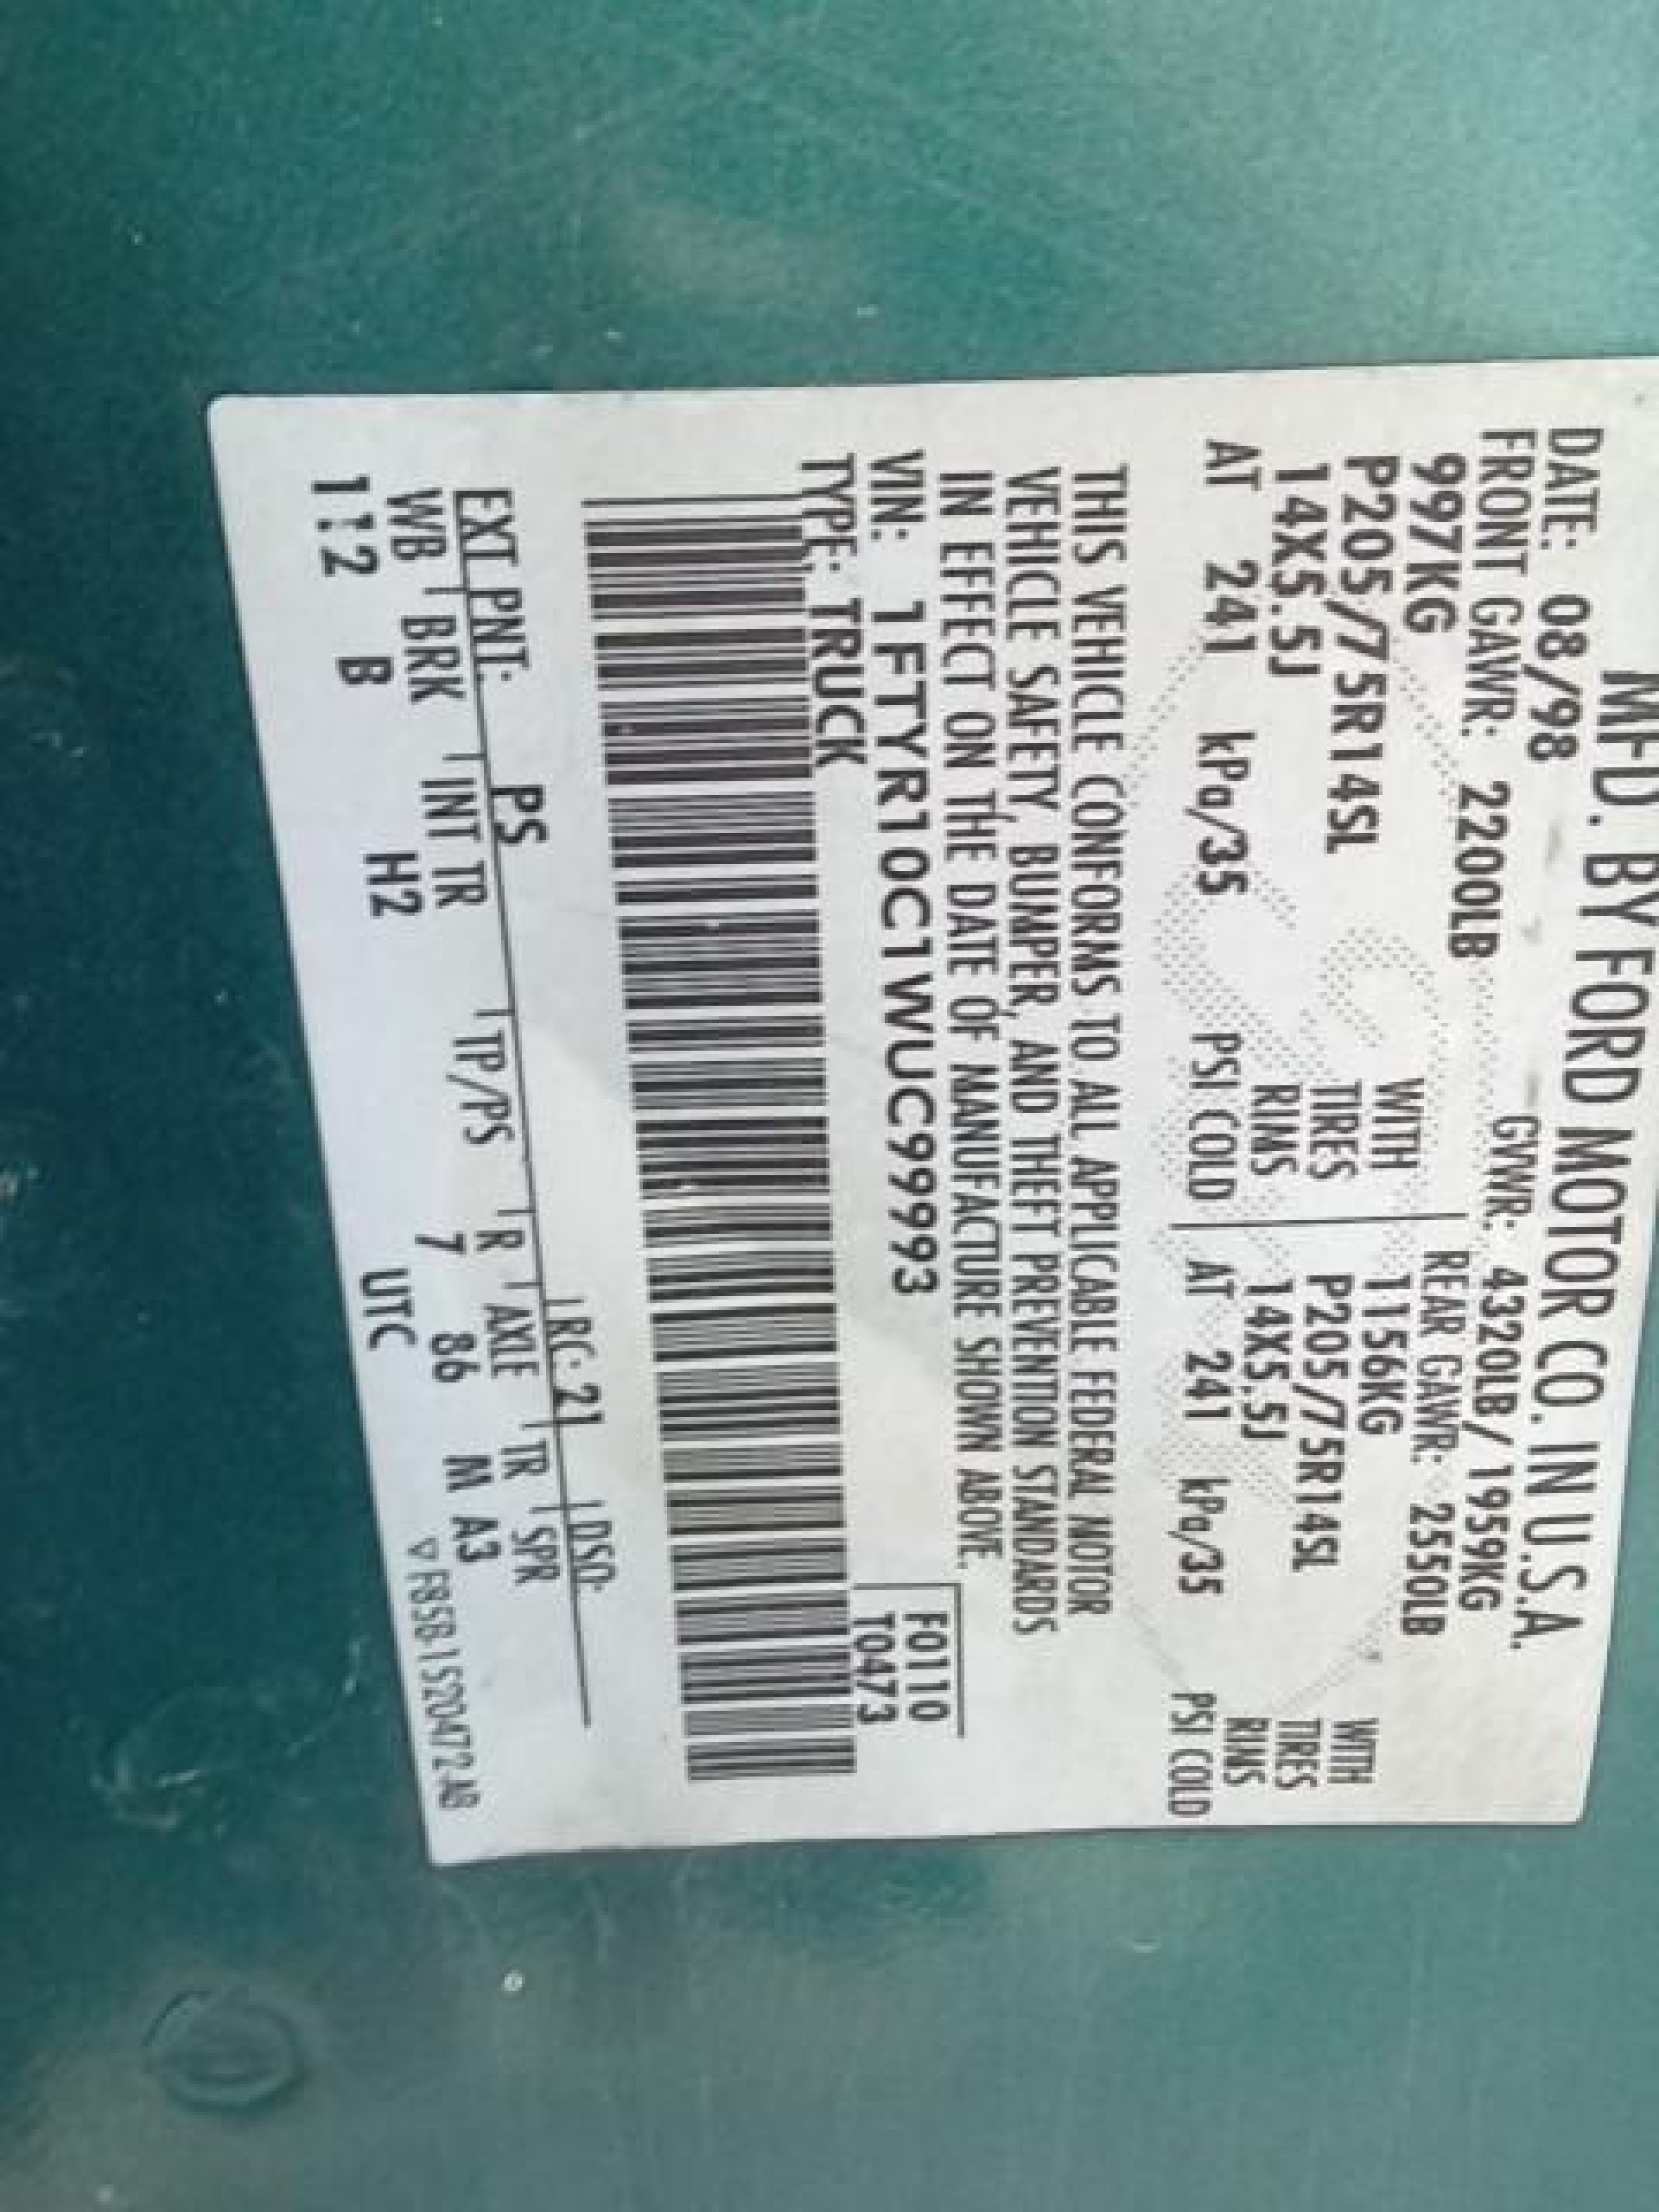 MFD. BY FORD MOTOR CO. IN U.S.A.
DATE: 08/98 GVWR: 4320LB/1959KG
FRONT GAWR: 2200LB REAR GAWR: 2550LB
997KG WITH 1156KG WITH
P205/75R14SL TIRES P205/75R14SL TIRES
14X5.5J RIMS 14X5.5J RIMS
AT 241 kPa/35 PSI COLD AT 241 kPa/35 PSI COLD
THIS VEHICLE CONFORMS TO ALL APPLICABLE FEDERAL MOTOR
VEHICLE SAFETY, BUMPER, AND THEFT PREVENTION STANDARDS
IN EFFECT ON THE DATE OF MANUFACTURE SHOWN ABOVE.
VIN: 1FTYR10C1WUC99993 F0110
TYPE: TRUCK T0473
EXT PNT: PS RC: 21 DSO:
WB BRK INT TR TP/PS R AXLE TR SPR
112 B H2 7 86 M A3
UTC ▽ F85B-1520472-AB